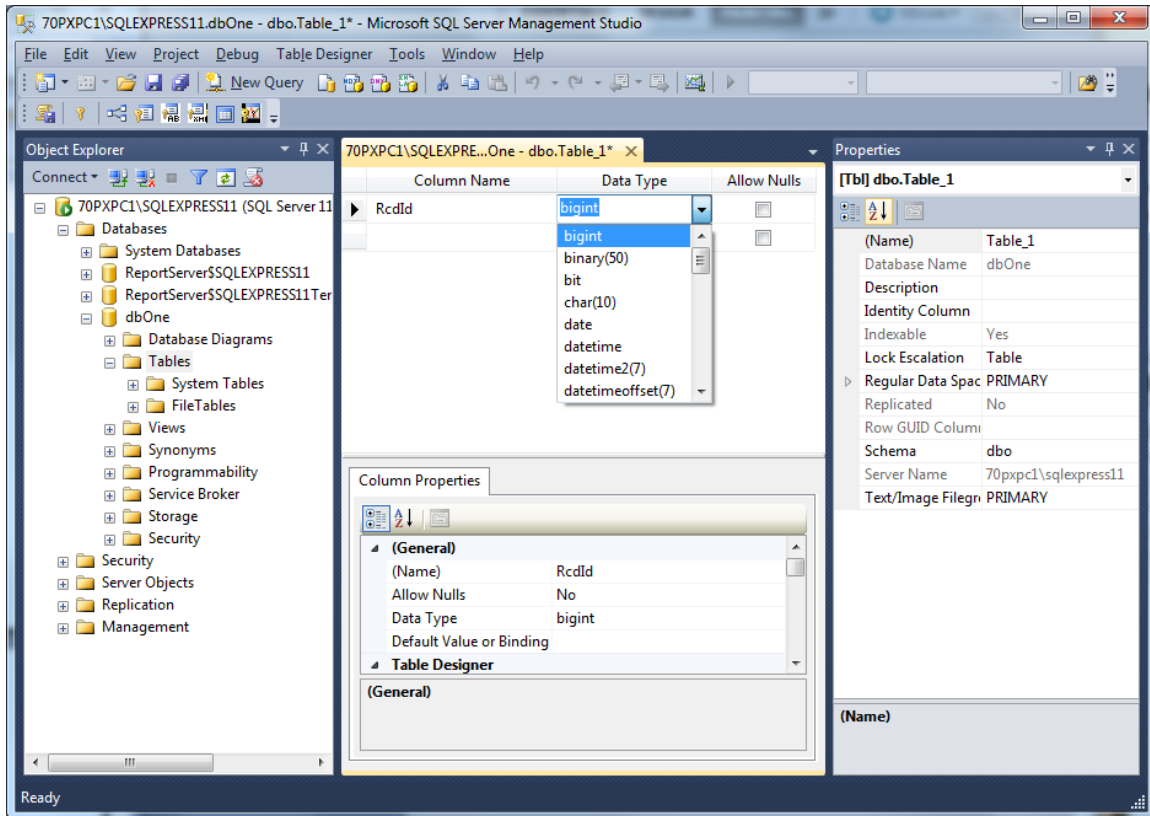 70PXPC1\SQLEXPRESS11.dbOne - dbo.Table_1* - Microsoft SQL Server Management Studio
File Edit View Project Debug Table Designer Tools Window Help
New Query
Object Explorer
Connect
70PXPC1\SQLEXPRESS11 (SQL Server 11
Databases
System Databases
ReportServer$SQLEXPRESS11
ReportServer$SQLEXPRESS11Ter
dbOne
Database Diagrams
Tables
System Tables
FileTables
Views
Synonyms
Programmability
Service Broker
Storage
Security
Security
Server Objects
Replication
Management
70PXPC1\SQLEXPRE...One - dbo.Table_1*
Column Name Data Type Allow Nulls
RcdId bigint
bigint
binary(50)
bit
char(10)
date
datetime
datetime2(7)
datetimeoffset(7)
Column Properties
(General)
(Name) RcdId
Allow Nulls No
Data Type bigint
Default Value or Binding
Table Designer
(General)
Properties
[Tbl] dbo.Table_1
(Name) Table_1
Database Name dbOne
Description
Identity Column
Indexable Yes
Lock Escalation Table
Regular Data Spac PRIMARY
Replicated No
Row GUID Colum
Schema dbo
Server Name 70pxpc1\sqlexpress11
Text/Image Filegr PRIMARY
(Name)
Ready